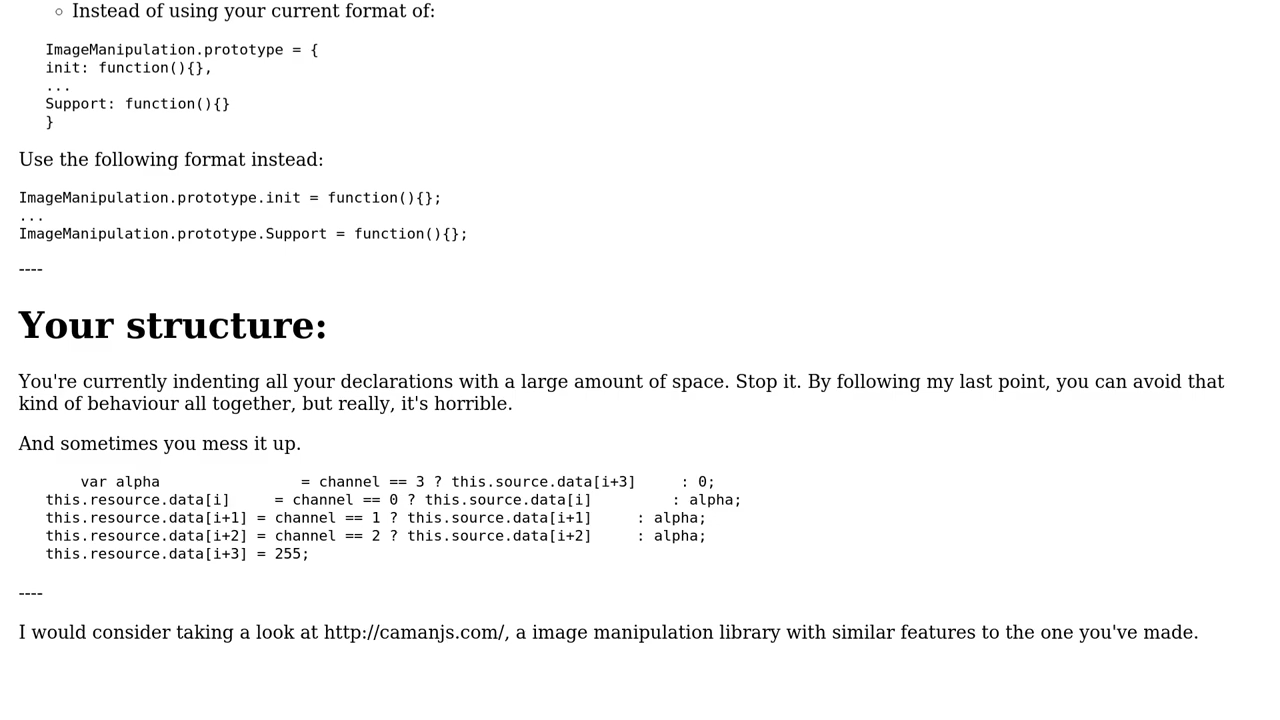 Instead of using your current format of:
ImageManipulation.prototype = {
init: function(){},
...
Support: function(){}
}
Use the following format instead:
ImageManipulation.prototype.init = function(){};
...
ImageManipulation.prototype.Support = function(){};
----
Your structure:
You're currently indenting all your declarations with a large amount of space. Stop it. By following my last point, you can avoid that
kind of behaviour all together, but really, it's horrible.
And sometimes you mess it up.
    var alpha                = channel == 3 ? this.source.data[i+3]     : 0;
this.resource.data[i]     = channel == 0 ? this.source.data[i]         : alpha;
this.resource.data[i+1] = channel == 1 ? this.source.data[i+1]     : alpha;
this.resource.data[i+2] = channel == 2 ? this.source.data[i+2]     : alpha;
this.resource.data[i+3] = 255;
----
I would consider taking a look at http://camanjs.com/, a image manipulation library with similar features to the one you've made.